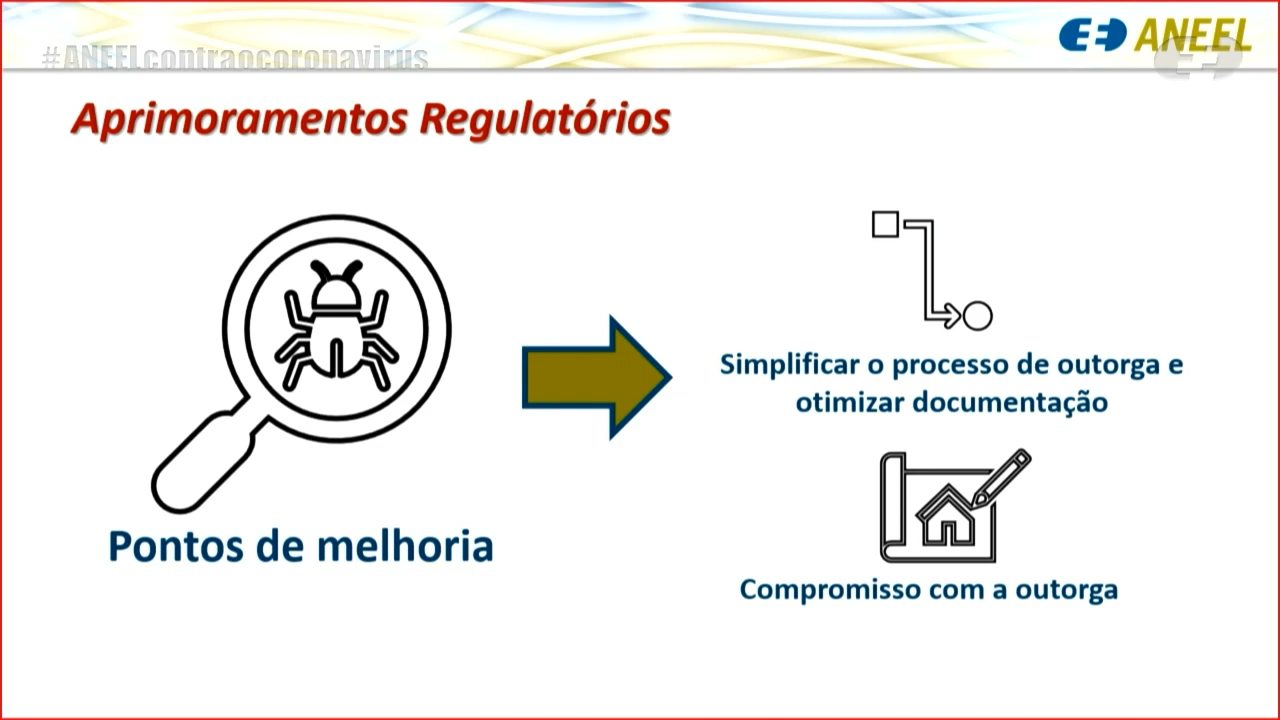 #ANEELcontraocoronavirus
ANEEL
Aprimoramentos Regulatórios
Pontos de melhoria
Simplificar o processo de outorga e
otimizar documentação
Compromisso com a outorga